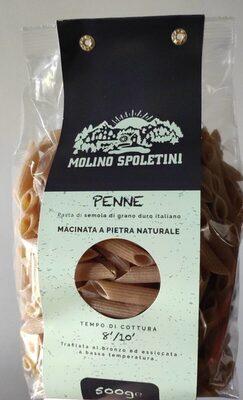 MOLINO SPOLETINI
PENNE
Pasta di semola di grano duro italiano
MACINATA A PIETRA NATURALE
TEMPO DI COTTURA
8'/10'
Trafilata al bronzo ed essiccata
a bassa temperatura.
500g℮